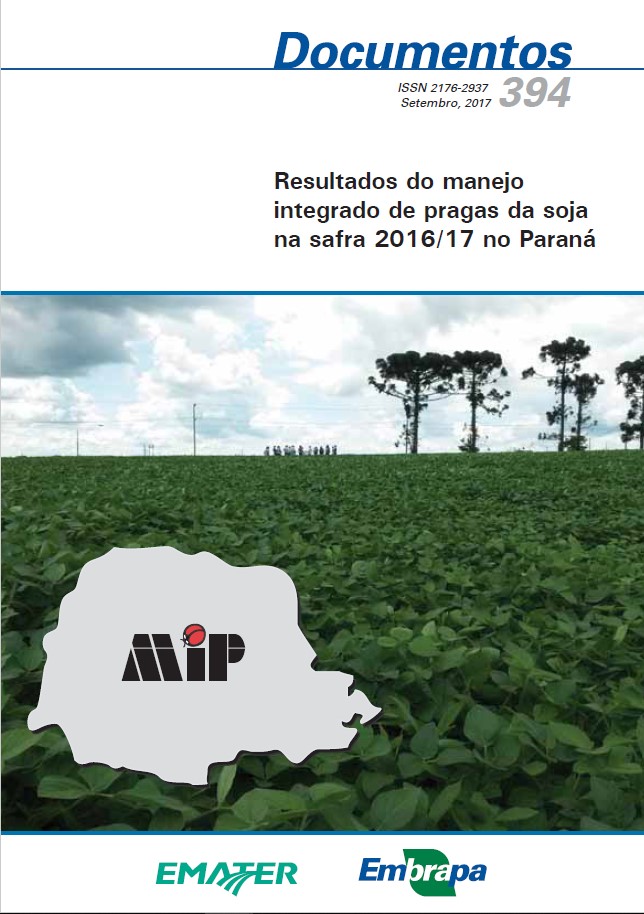 Documentos
ISSN 2176-2937
Setembro, 2017
394
Resultados do manejo
integrado de pragas da soja
na safra 2016/17 no Paraná
MiP
EMATER
Embrapa